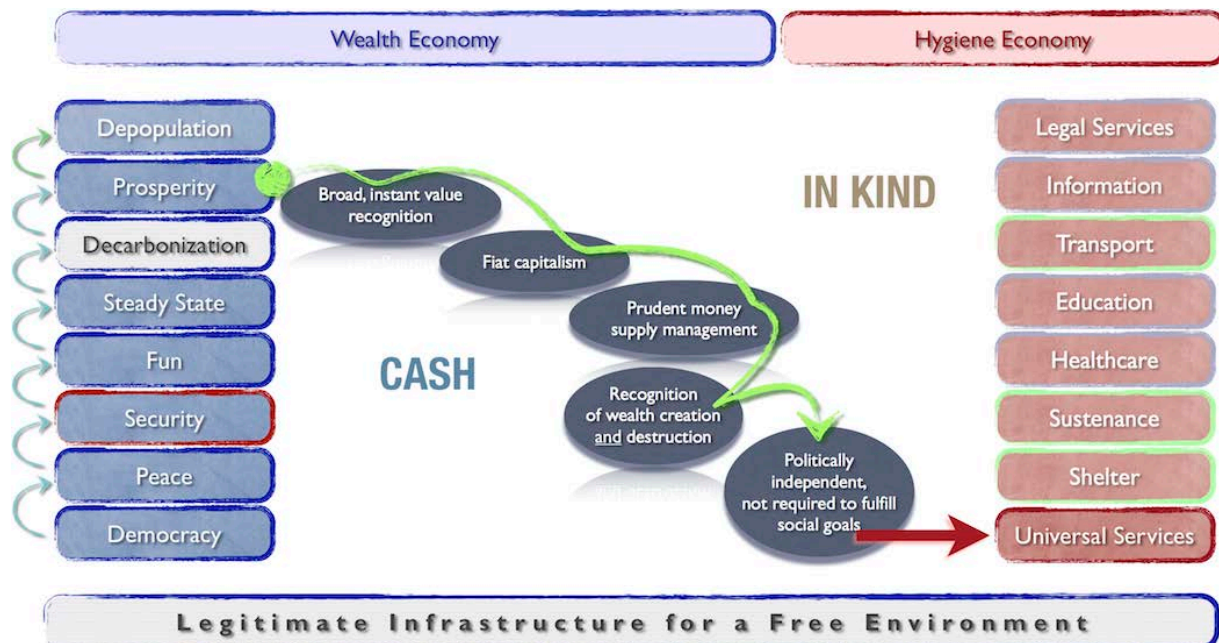 Wealth Economy
Hygiene Economy
Depopulation
Prosperity
Decarbonization
Steady State
Fun
Security
Peace
Democracy
Broad, instant value
recognition
Fiat capitalism
Prudent money
supply management
Recognition
of wealth creation
and destruction
Politically
independent,
not required to fulfill
social goals
CASH
IN KIND
Legal Services
Information
Transport
Education
Healthcare
Sustenance
Shelter
Universal Services
Legitimate Infrastructure for a Free Environment